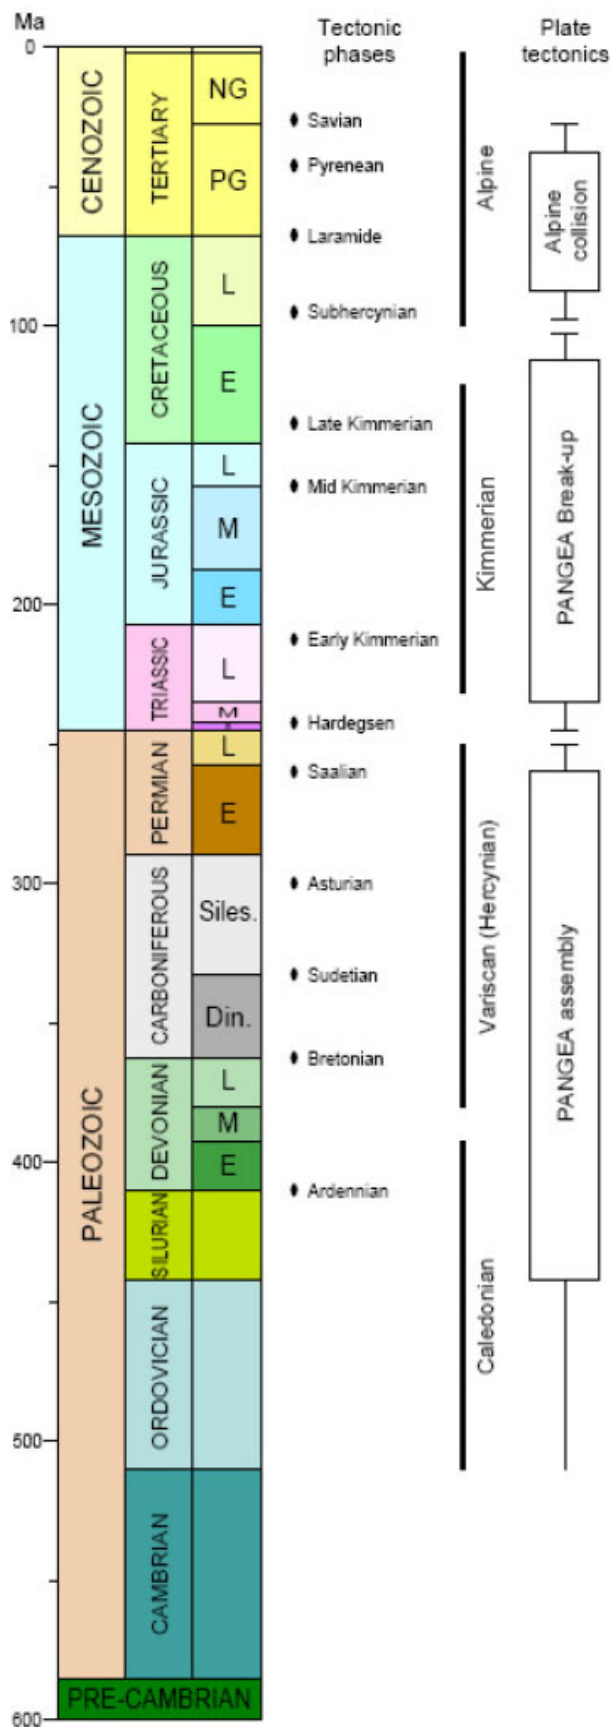 Ma
Tectonic
phases
Plate
tectonics
0
100
200
300
400
500
600
CENOZOIC
MESOZOIC
PALEOZOIC
PRE-CAMBRIAN
TERTIARY
CRETACEOUS
JURASSIC
TRIASSIC
PERMIAN
CARBONIFEROUS
DEVONIAN
SILURIAN
ORDOVICIAN
CAMBRIAN
NG
PG
L
E
L
M
E
L
M
L
E
Siles.
Din.
L
M
E
Savian
Pyrenean
Laramide
Subhercynian
Late Kimmerian
Mid Kimmerian
Early Kimmerian
Hardegsen
Saalian
Asturian
Sudetian
Bretonian
Ardennian
Alpine
Kimmerian
Variscan (Hercynian)
Caledonian
Alpine
collision
PANGEA Break-up
PANGEA assembly